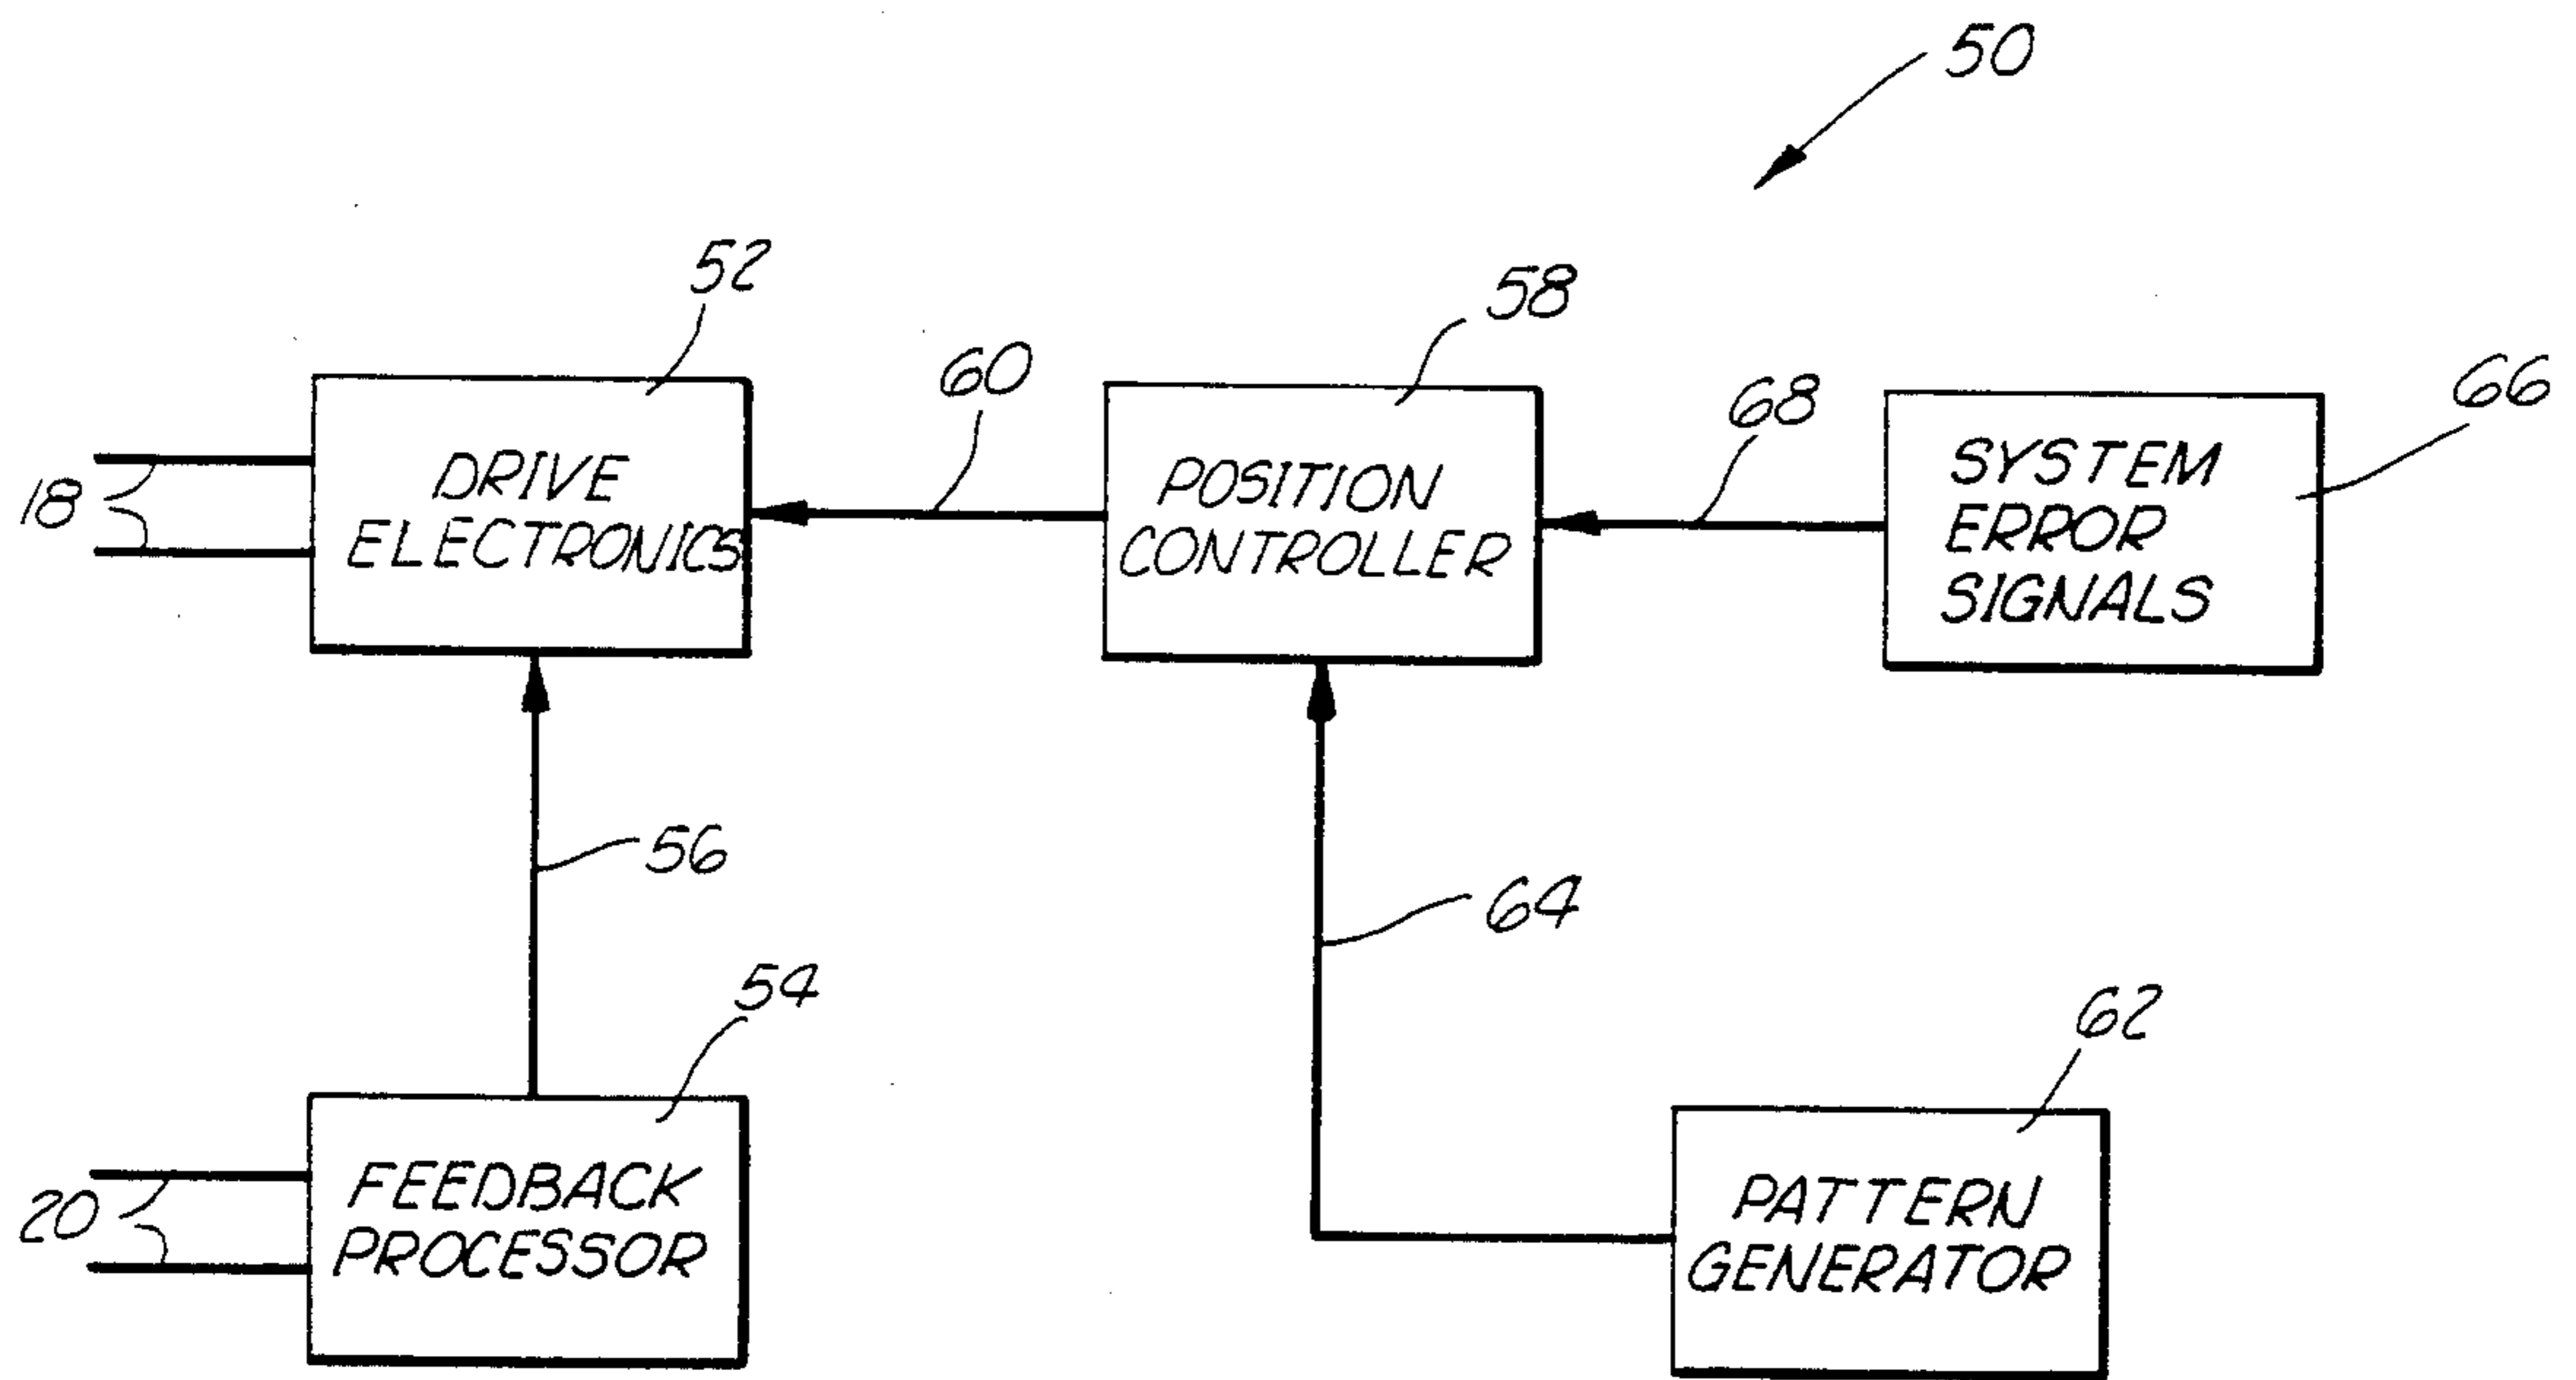 50
52
58
60
68
66
18
DRIVE
ELECTRONICS
POSITION
CONTROLLER
SYSTEM
ERROR
SIGNALS
56
64
54
62
20
FEEDBACK
PROCESSOR
PATTERN
GENERATOR